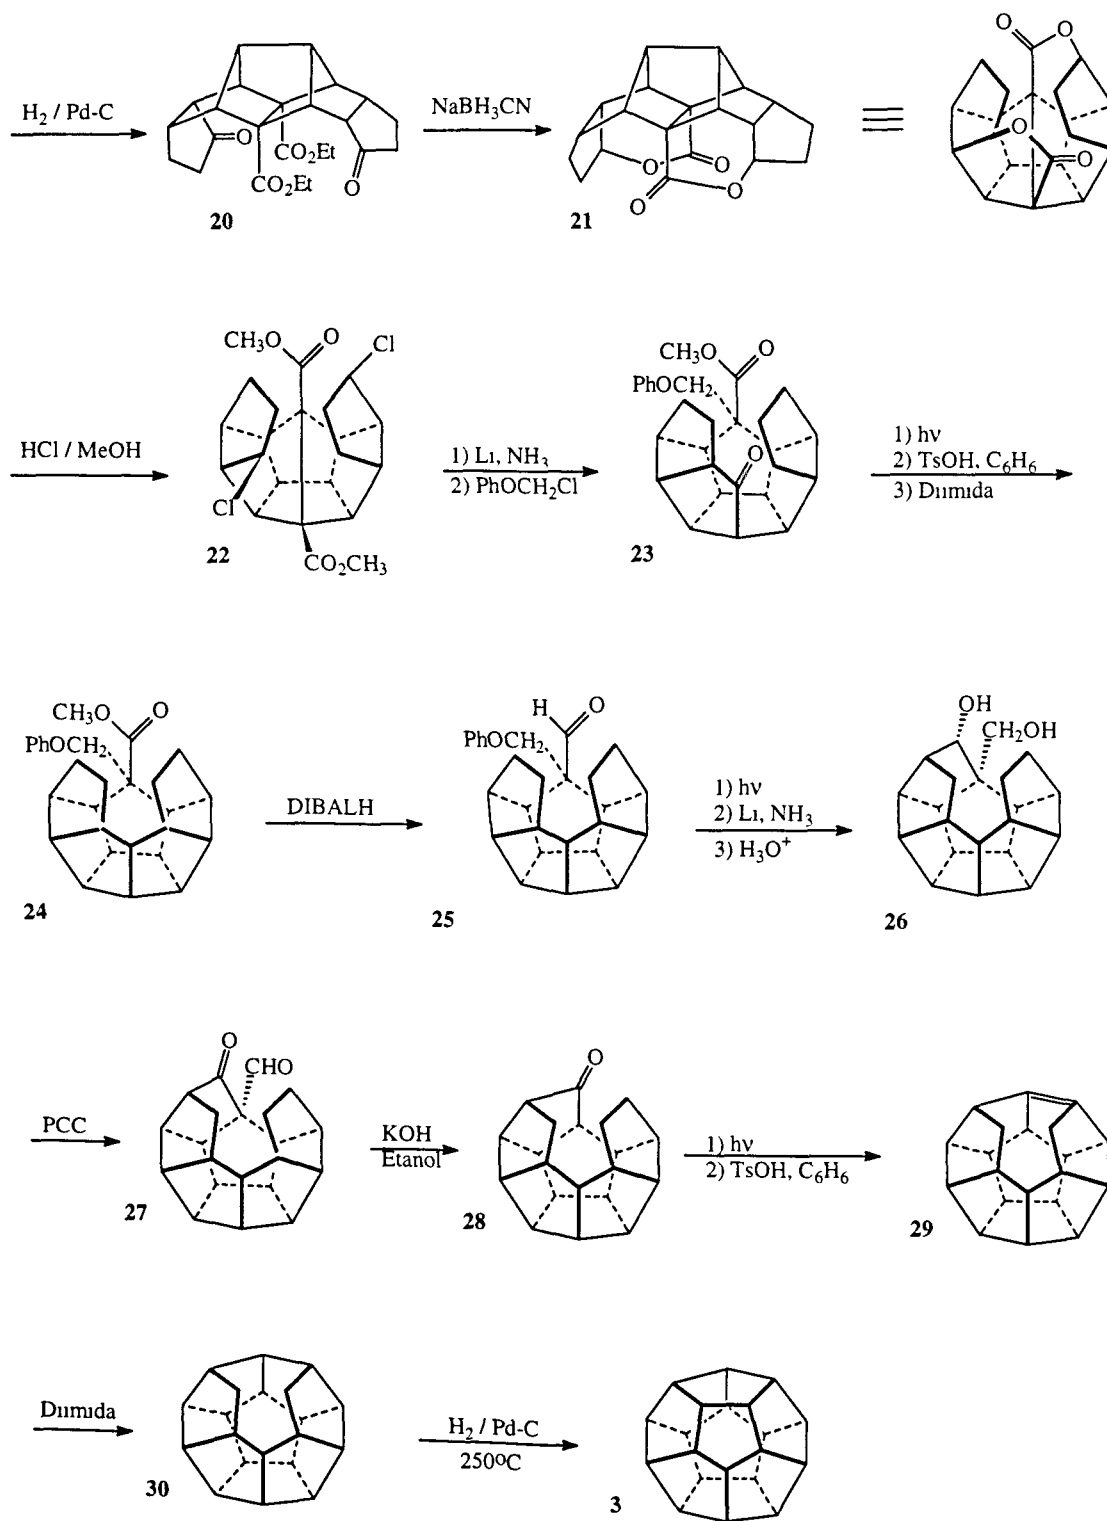 H2 / Pd-C
O
CO2Et
CO2Et
O
20
NaBH3CN
O
O
O
O
21
O
O
O
O
HCl / MeOH
CH3O
O
Cl
Cl
CO2CH3
22
1) Li, NH3
2) PhOCH2Cl
CH3O
O
PhOCH2
O
23
1) hν
2) TsOH, C6H6
3) Diimida
CH3O
O
PhOCH2
24
DIBALH
H
O
PhOCH2
25
1) hν
2) Li, NH3
3) H3O+
OH
CH2OH
26
PCC
O
CHO
27
KOH
Etanol
O
28
1) hν
2) TsOH, C6H6
29
Diimida
30
H2 / Pd-C
250ºC
3